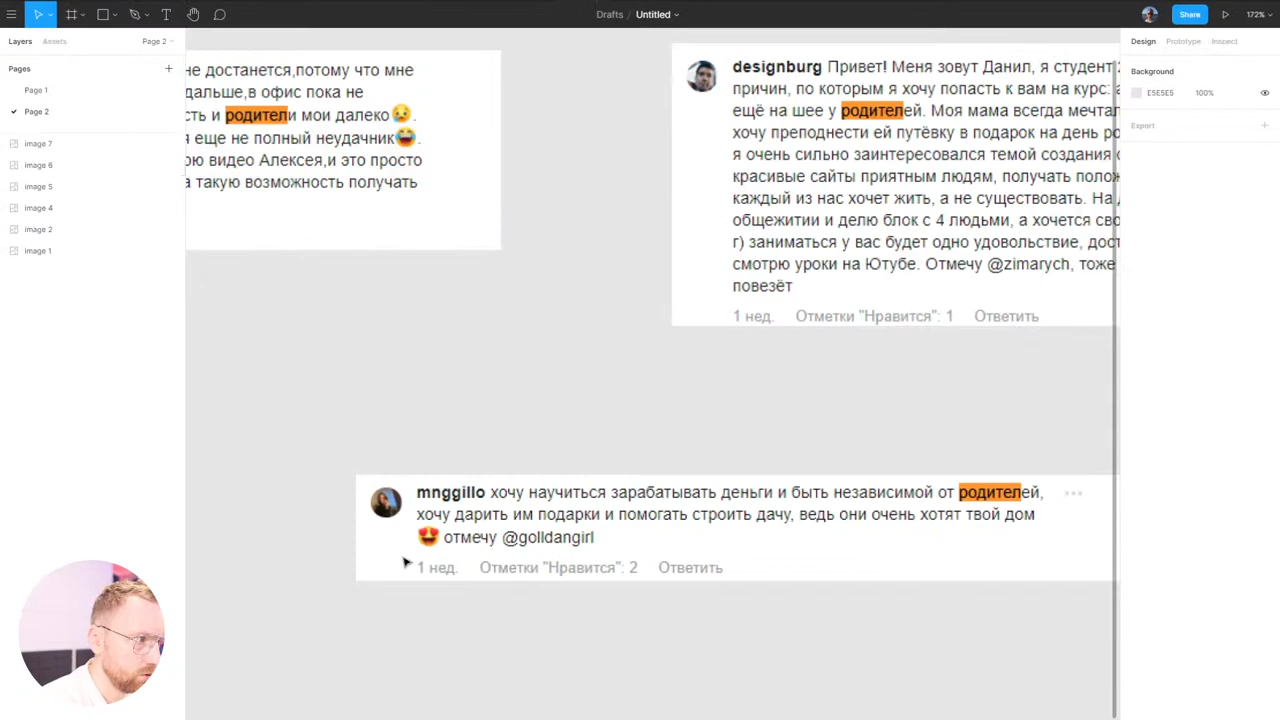 Drafts / Untitled
Share
172%
Layers
Assets
Page 2
Pages
Page 1
Page 2
image 7
image 6
image 5
image 4
image 2
image 1
не достанется,потому что мне
дальше,в офис пока не
сть и родители мои далеко😢.
я еще не полный неудачник😂.
рю видео Алексея,и это просто
а такую возможность получать
designburg Привет! Меня зовут Данил, я студент
причин, по которым я хочу попасть к вам на курс:
ещё на шее у родителей. Моя мама всегда мечтал
хочу преподнести ей путёвку в подарок на день ро
я очень сильно заинтересовался темой создания с
красивые сайты приятным людям, получать полож
каждый из нас хочет жить, а не существовать. На
общежитии и делю блок с 4 людьми, а хочется сво
г) заниматься у вас будет одно удовольствие, дос
смотрю уроки на Ютубе. Отмечу @zimarych, тоже
повезёт
1 нед. Отметки "Нравится": 1 Ответить
mnggillo хочу научиться зарабатывать деньги и быть независимой от родителей,
хочу дарить им подарки и помогать строить дачу, ведь они очень хотят твой дом
😍 отмечу @golldangirl
1 нед. Отметки "Нравится": 2 Ответить
Design
Prototype
Inspect
Background
E5E5E5
100%
Export